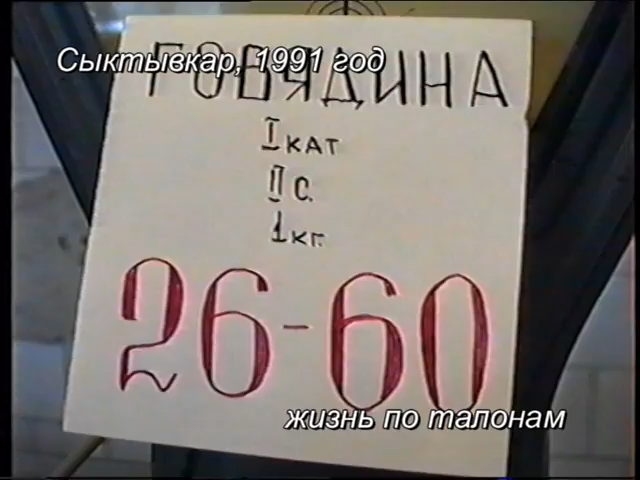 Сыктывкар, 1991 год
ГОВЯДИНА
I КАТ
II С.
1 КГ.
26-60
жизнь по талонам